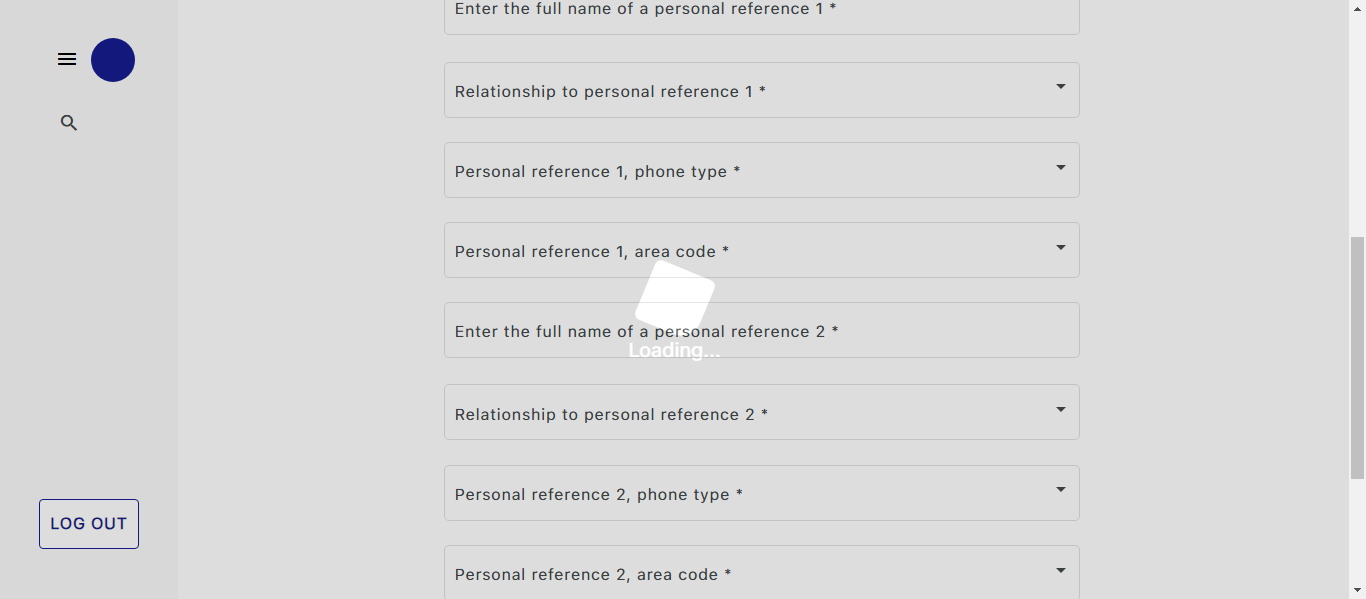 Enter the full name of a personal reference 1 *
Relationship to personal reference 1 *
Personal reference 1, phone type *
Personal reference 1, area code *
Enter the full name of a personal reference 2 *
Loading...
Relationship to personal reference 2 *
Personal reference 2, phone type *
LOG OUT
Personal reference 2, area code *